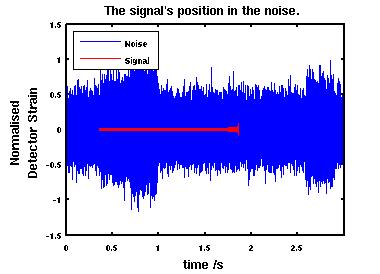 The signal's position in the noise.
1.5
Noise
Signal
1
0.5
0
-0.5
-1
-1.5
Normalised
Detector Strain
0 0.5 1 1.5 2 2.5
time /s